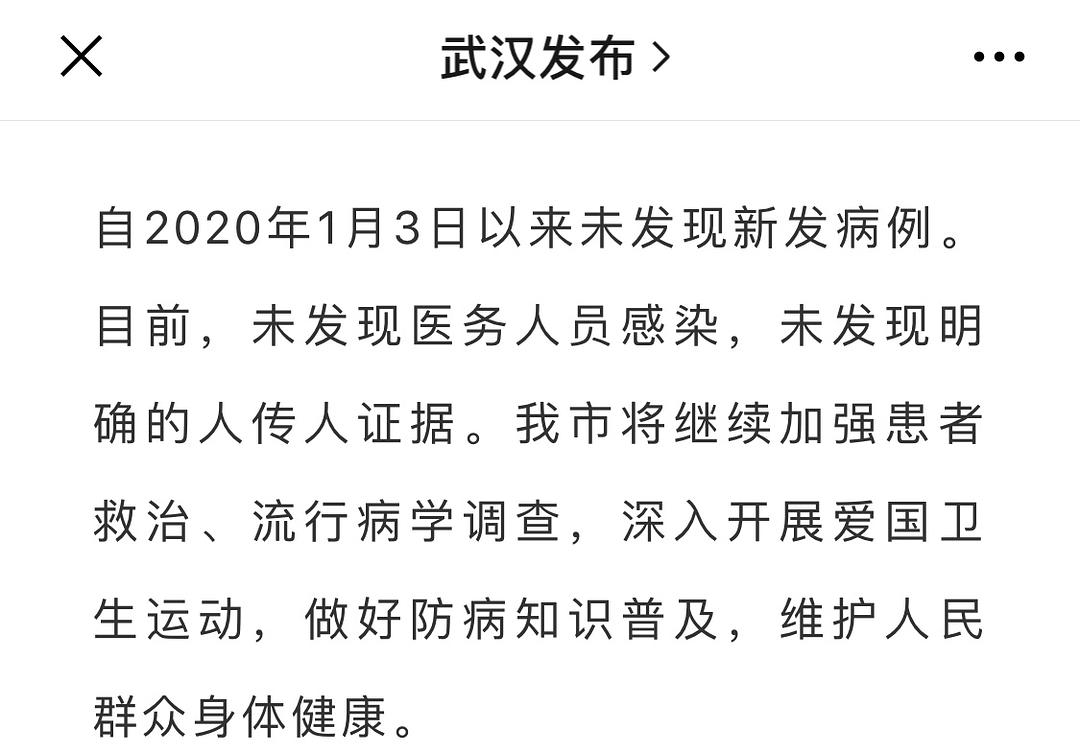 武汉发布
自2020年1月3日以来未发现新发病例。
目前，未发现医务人员感染，未发现明
确的人传人证据。我市将继续加强患者
救治、流行病学调查，深入开展爱国卫
生运动，做好防病知识普及，维护人民
群众身体健康。